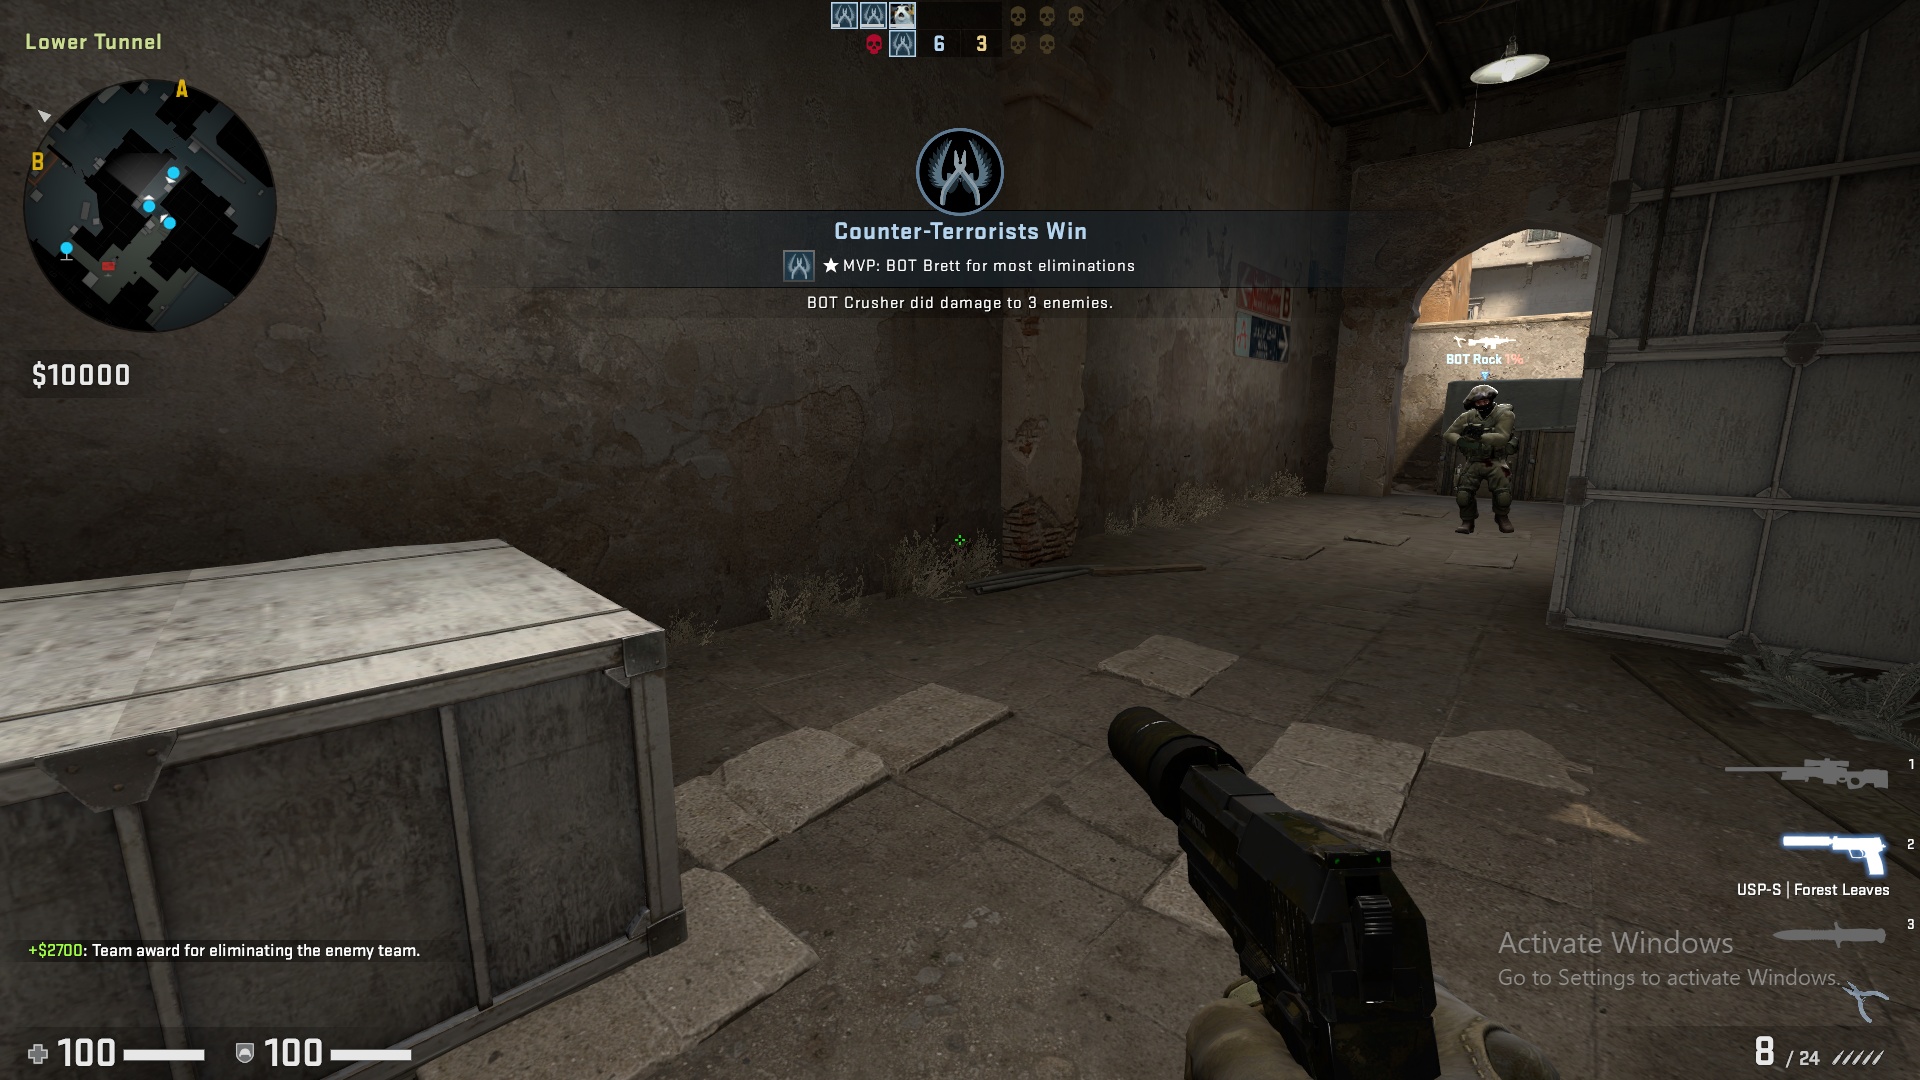 Lower Tunnel
6 3
A
B
Counter-Terrorists Win
★ MVP: BOT Brett for most eliminations
BOT Crusher did damage to 3 enemies.
BOT Rock 1%
$10000
1
2
USP-S | Forest Leaves
3
+$2700: Team award for eliminating the enemy team.
Activate Windows
Go to Settings to activate Windows.
100 100
8 / 24